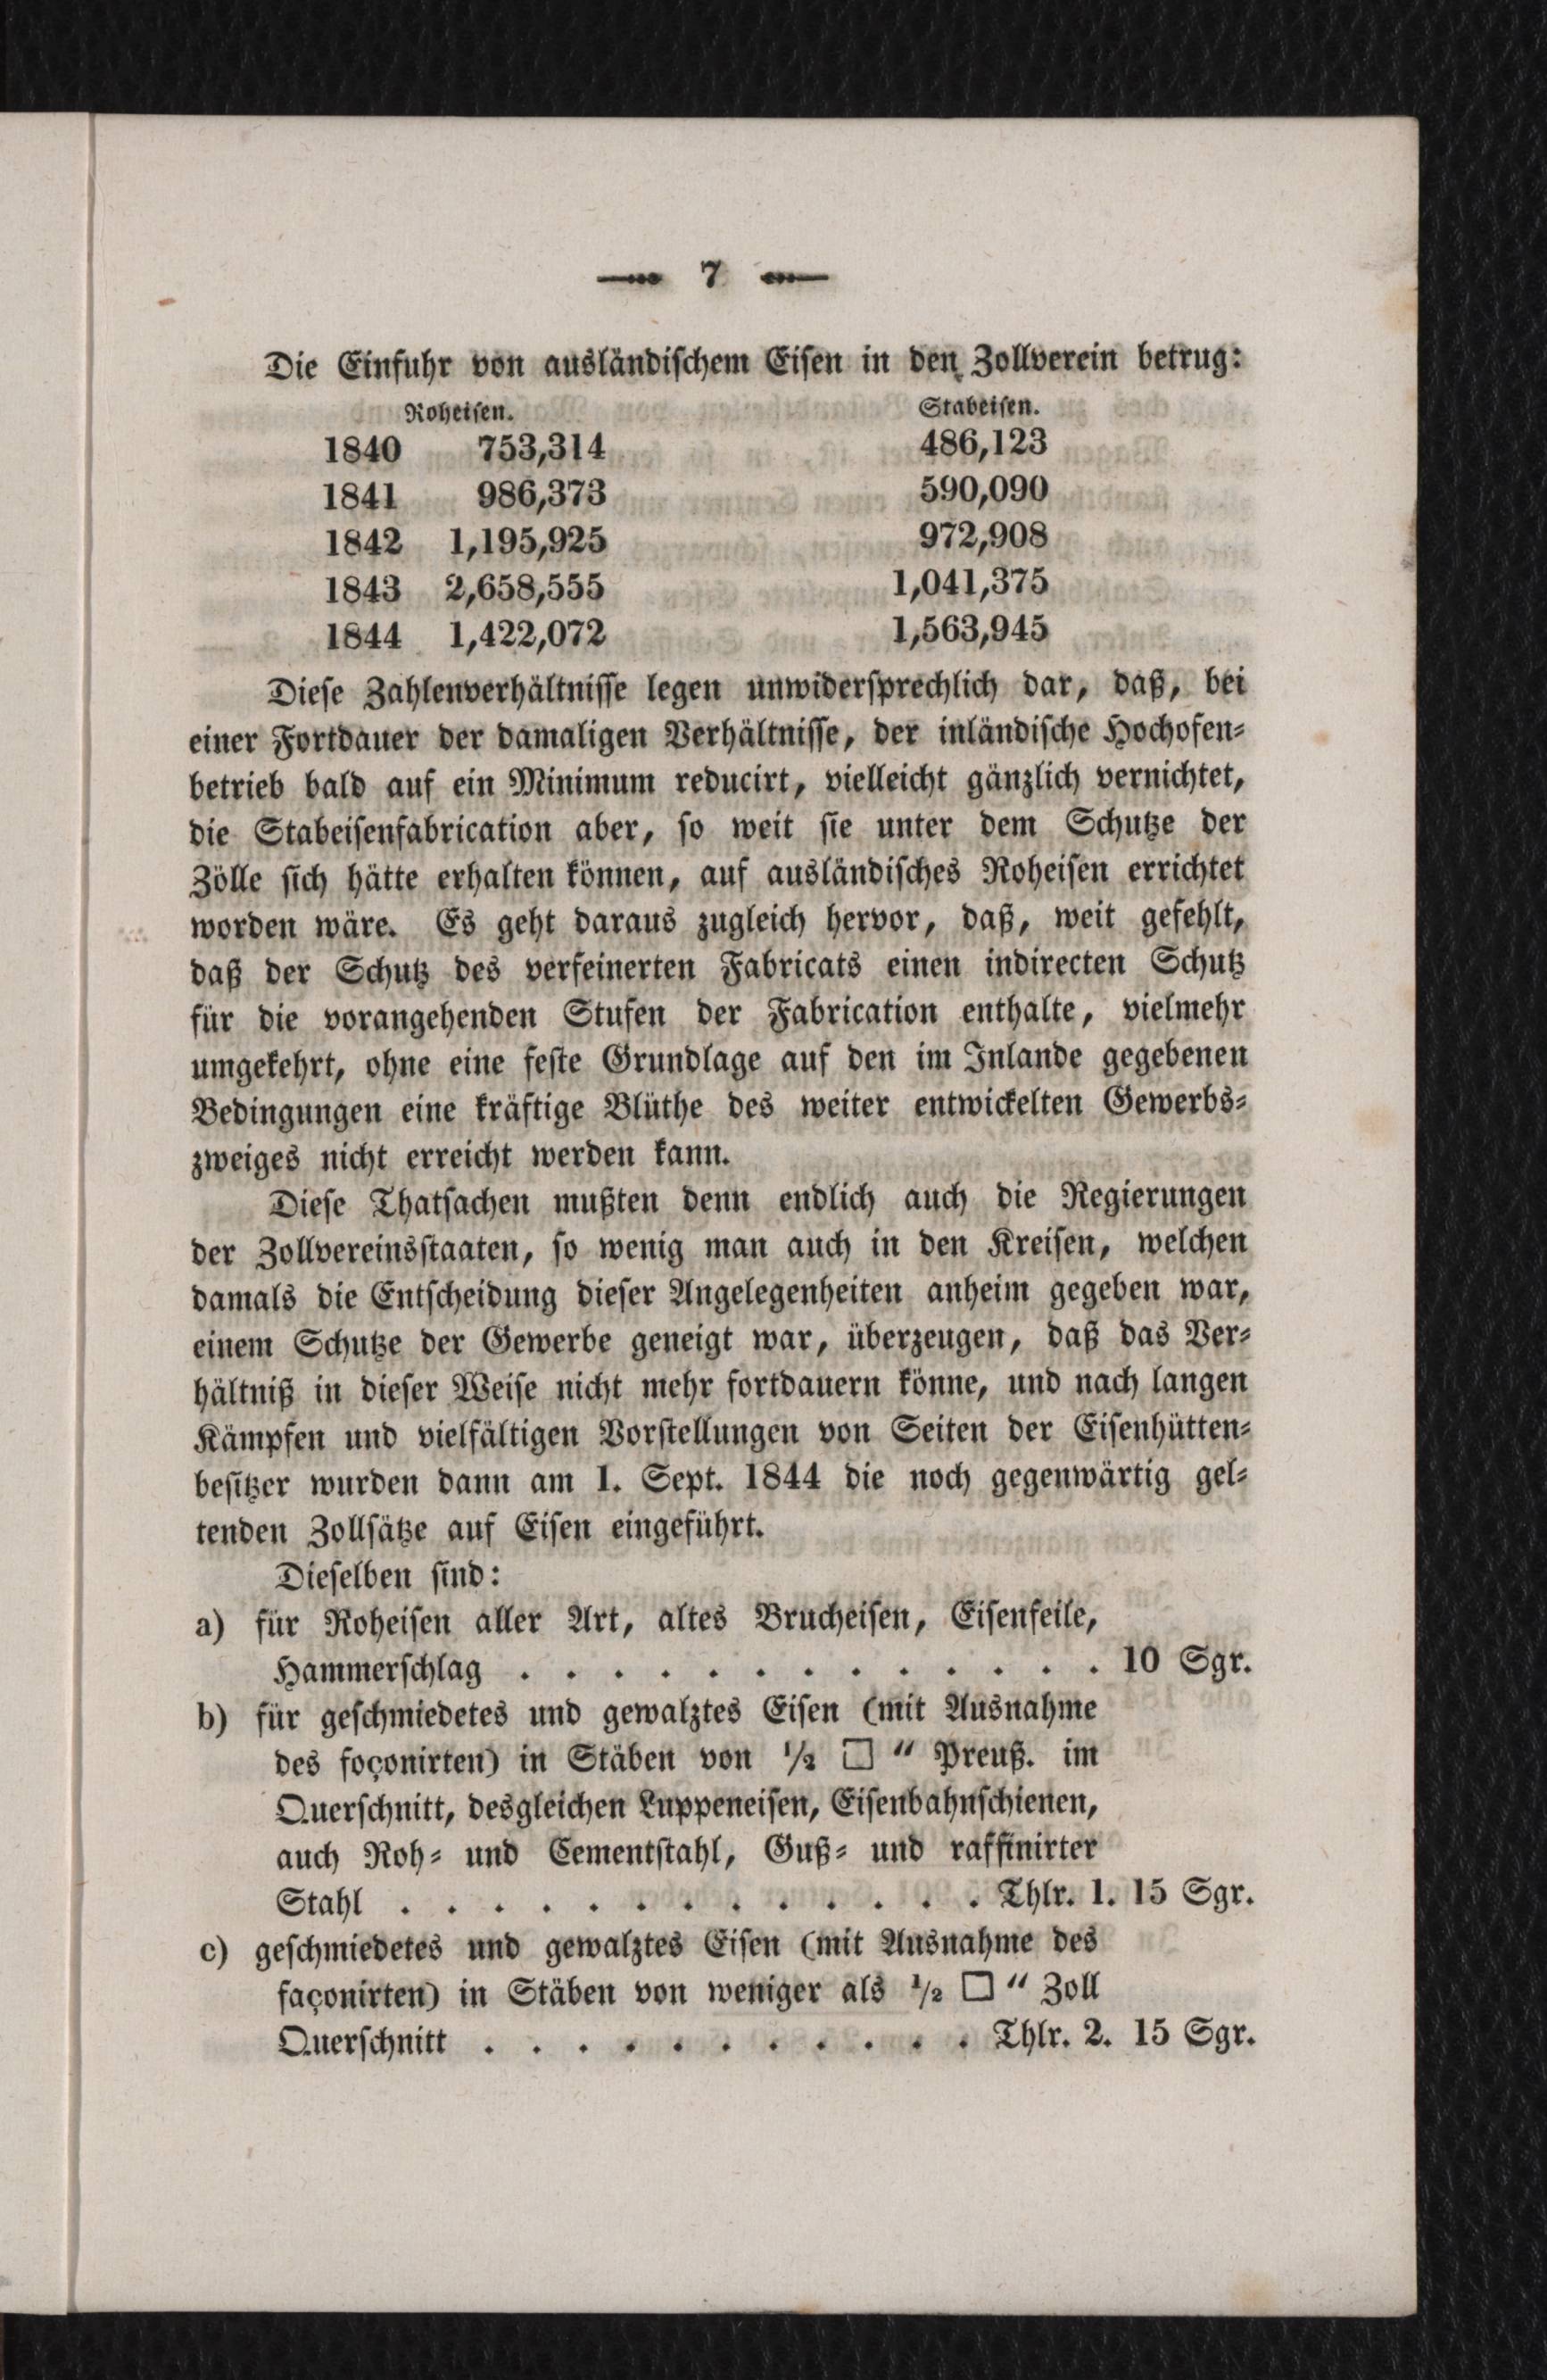 — 7 —
Die Einfuhr von ausländischem Eisen in den Zollverein betrug:
Roheisen. Stabeisen.
1840 753,314 486,123
1841 986,373 590,090
1842 1,195,925 972,908
1843 2,658,555 1,041,375
1844 1,422,072 1,563,945
Diese Zahlenverhältnisse legen unwidersprechlich dar, daß, bei
einer Fortdauer der damaligen Verhältnisse, der inländische Hochofen-
betrieb bald auf ein Minimum reducirt, vielleicht gänzlich vernichtet,
die Stabeisenfabrication aber, so weit sie unter dem Schutze der
Zölle sich hätte erhalten können, auf ausländisches Roheisen errichtet
worden wäre. Es geht daraus zugleich hervor, daß, weit gefehlt,
daß der Schutz des verfeinerten Fabricats einen indirecten Schutz
für die vorangehenden Stufen der Fabrication enthalte, vielmehr
umgekehrt, ohne eine feste Grundlage auf den im Inlande gegebenen
Bedingungen eine kräftige Blüthe des weiter entwickelten Gewerbs-
zweiges nicht erreicht werden kann.
Diese Thatsachen mußten denn endlich auch die Regierungen
der Zollvereinsstaaten, so wenig man auch in den Kreisen, welchen
damals die Entscheidung dieser Angelegenheiten anheim gegeben war,
einem Schutze der Gewerbe geneigt war, überzeugen, daß das Ver-
hältniß in dieser Weise nicht mehr fortdauern könne, und nach langen
Kämpfen und vielfältigen Vorstellungen von Seiten der Eisenhütten-
besitzer wurden dann am 1. Sept. 1844 die noch gegenwärtig gel-
tenden Zollsätze auf Eisen eingeführt.
Dieselben sind:
a) für Roheisen aller Art, altes Brucheisen, Eisenfeile,
Hammerschlag . . . . . . . . . . . . . 10 Sgr.
b) für geschmiedetes und gewalztes Eisen (mit Ausnahme
des foçonirten) in Stäben von ½ □ " Preuß. im
Querschnitt, desgleichen Luppeneisen, Eisenbahnschienen,
auch Roh- und Cementstahl, Guß- und raffinirter
Stahl . . . . . . . . . . . . . Thlr. 1. 15 Sgr.
c) geschmiedetes und gewalztes Eisen (mit Ausnahme des
façonirten) in Stäben von weniger als ½ □ " Zoll
Querschnitt . . . . . . . . . . . Thlr. 2. 15 Sgr.